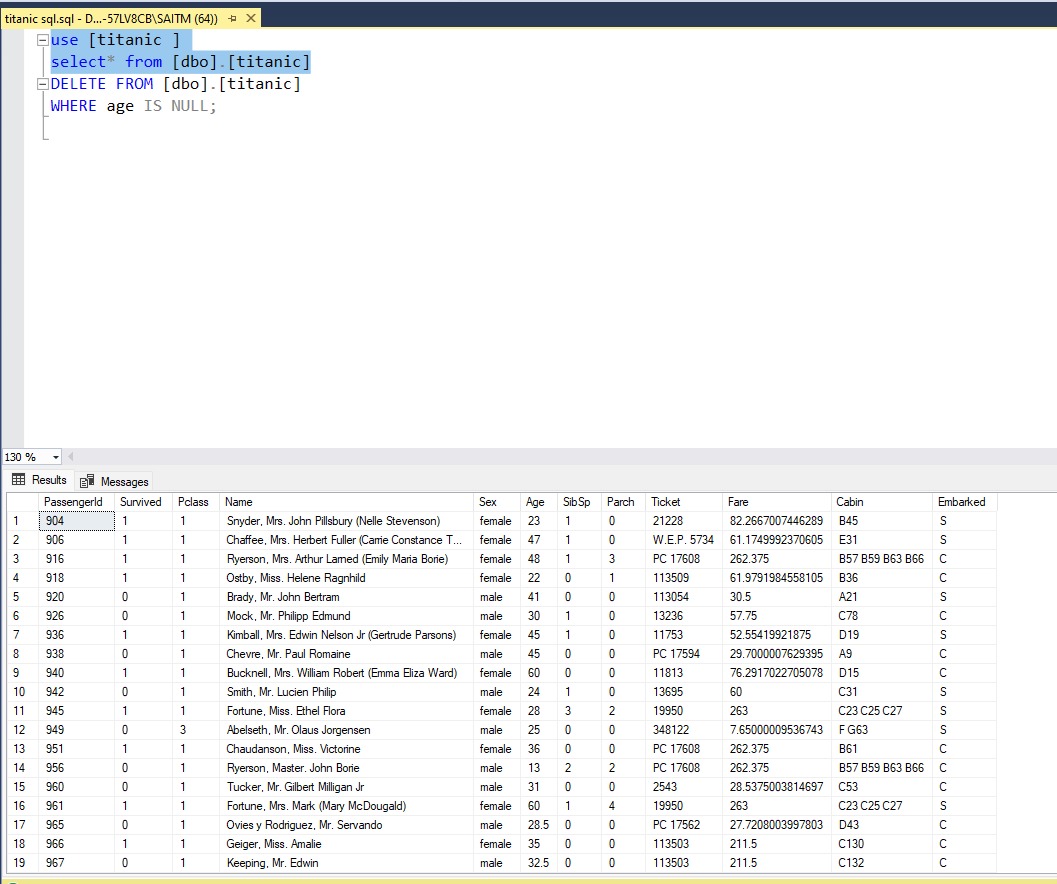 titanic sql.sql - D...-57LV8CB\SAITM (64))
use [titanic ]
select* from [dbo].[titanic]
DELETE FROM [dbo].[titanic]
WHERE age IS NULL;
130 %
Results Messages
PassengerId Survived Pclass Name Sex Age SibSp Parch Ticket Fare Cabin Embarked
1 904 1 1 Snyder, Mrs. John Pillsbury (Nelle Stevenson) female 23 1 0 21228 82.2667007446289 B45 S
2 906 1 1 Chaffee, Mrs. Herbert Fuller (Carrie Constance T... female 47 1 0 W.E.P. 5734 61.1749992370605 E31 S
3 916 1 1 Ryerson, Mrs. Arthur Larned (Emily Maria Borie) female 48 1 3 PC 17608 262.375 B57 B59 B63 B66 C
4 918 1 1 Ostby, Miss. Helene Ragnhild female 22 0 1 113509 61.9791984558105 B36 C
5 920 0 1 Brady, Mr. John Bertram male 41 0 0 113054 30.5 A21 S
6 926 0 1 Mock, Mr. Philipp Edmund male 30 1 0 13236 57.75 C78 C
7 936 1 1 Kimball, Mrs. Edwin Nelson Jr (Gertrude Parsons) female 45 1 0 11753 52.55419921875 D19 S
8 938 0 1 Chevre, Mr. Paul Romaine male 45 0 0 PC 17594 29.7000007629395 A9 C
9 940 1 1 Bucknell, Mrs. William Robert (Emma Eliza Ward) female 60 0 0 11813 76.2917022705078 D15 C
10 942 0 1 Smith, Mr. Lucien Philip male 24 1 0 13695 60 C31 S
11 945 1 1 Fortune, Miss. Ethel Flora female 28 3 2 19950 263 C23 C25 C27 S
12 949 0 3 Abelseth, Mr. Olaus Jorgensen male 25 0 0 348122 7.65000009536743 F G63 S
13 951 1 1 Chaudanson, Miss. Victorine female 36 0 0 PC 17608 262.375 B61 C
14 956 0 1 Ryerson, Master. John Borie male 13 2 2 PC 17608 262.375 B57 B59 B63 B66 C
15 960 0 1 Tucker, Mr. Gilbert Milligan Jr male 31 0 0 2543 28.5375003814697 C53 C
16 961 1 1 Fortune, Mrs. Mark (Mary McDougald) female 60 1 4 19950 263 C23 C25 C27 S
17 965 0 1 Ovies y Rodriguez, Mr. Servando male 28.5 0 0 PC 17562 27.7208003997803 D43 C
18 966 1 1 Geiger, Miss. Amalie female 35 0 0 113503 211.5 C130 C
19 967 0 1 Keeping, Mr. Edwin male 32.5 0 0 113503 211.5 C132 C